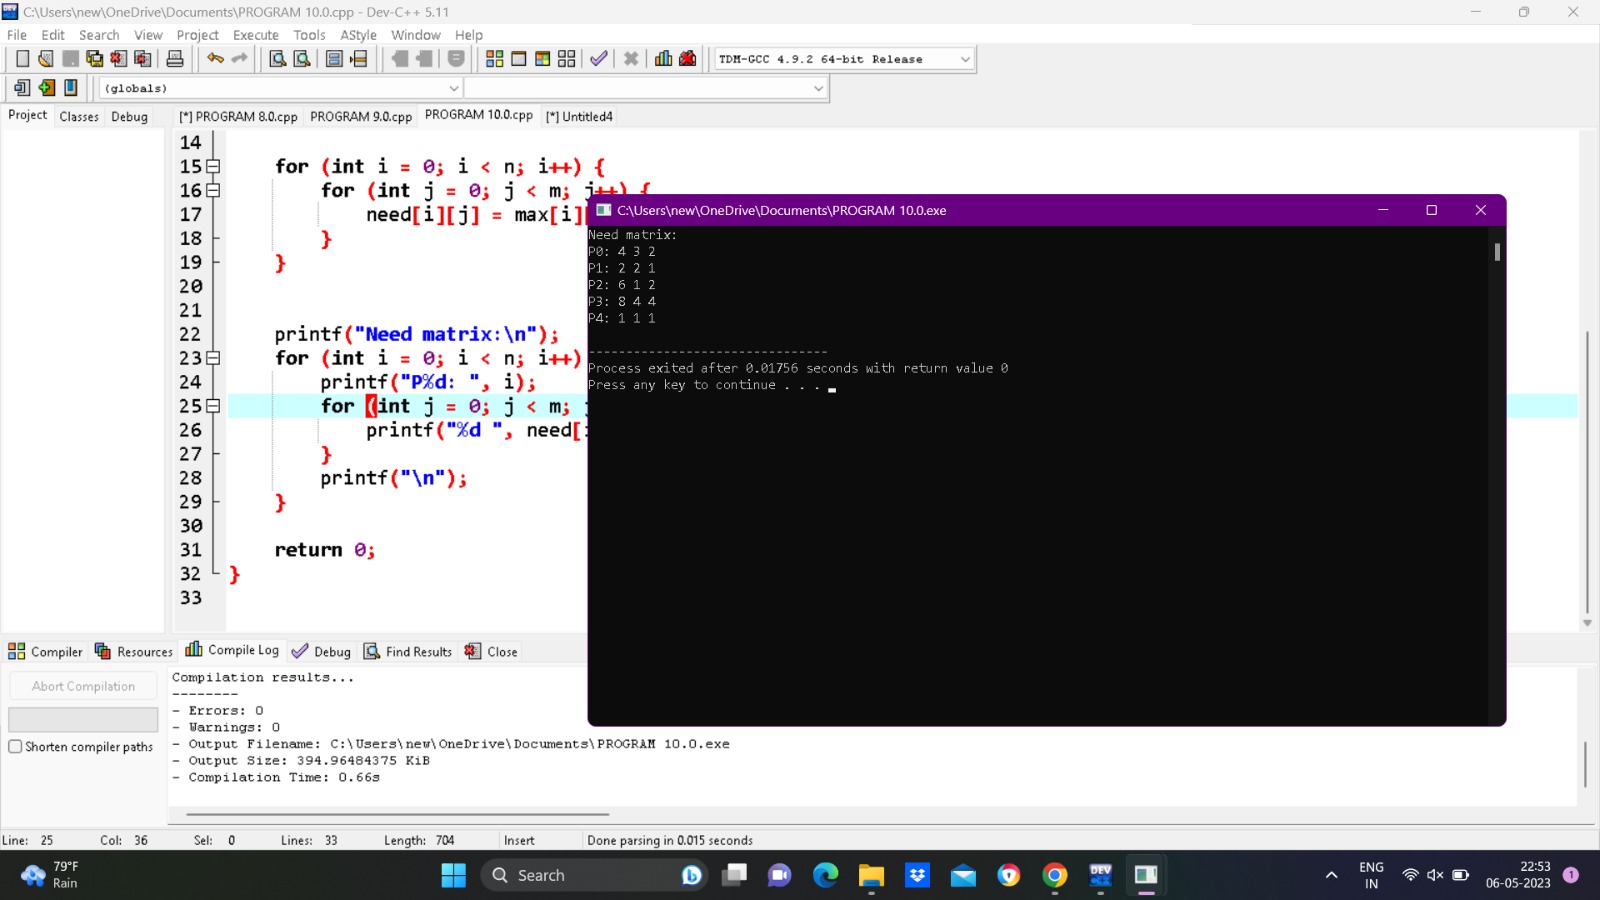 C:\Users\new\OneDrive\Documents\PROGRAM 10.0.cpp - Dev-C++ 5.11
File Edit Search View Project Execute Tools AStyle Window Help
TDM-GCC 4.9.2 64-bit Release
(globals)
Project Classes Debug [*] PROGRAM 8.0.cpp PROGRAM 9.0.cpp PROGRAM 10.0.cpp [*] Untitled4
14
15 for (int i = 0; i < n; i++) {
16 for (int j = 0; j < m; j++) {
17 need[i][j] = max[i]
18 }
19 }
20
21
22 printf("Need matrix:\n");
23 for (int i = 0; i < n; i++)
24 printf("P%d: ", i);
25 for (int j = 0; j < m;
26 printf("%d ", need[
27 }
28 printf("\n");
29 }
30
31 return 0;
32 }
33
C:\Users\new\OneDrive\Documents\PROGRAM 10.0.exe
Need matrix:
P0: 4 3 2
P1: 2 2 1
P2: 6 1 2
P3: 8 4 4
P4: 1 1 1
--------------------------------
Process exited after 0.01756 seconds with return value 0
Press any key to continue . . .
Compiler Resources Compile Log Debug Find Results Close
Abort Compilation
Shorten compiler paths
Compilation results...
--------
- Errors: 0
- Warnings: 0
- Output Filename: C:\Users\new\OneDrive\Documents\PROGRAM 10.0.exe
- Output Size: 394.96484375 KiB
- Compilation Time: 0.66s
Line: 25 Col: 36 Sel: 0 Lines: 33 Length: 704 Insert Done parsing in 0.015 seconds
79°F
Rain
Search
DEV C++
ENG
IN
22:53
06-05-2023
1